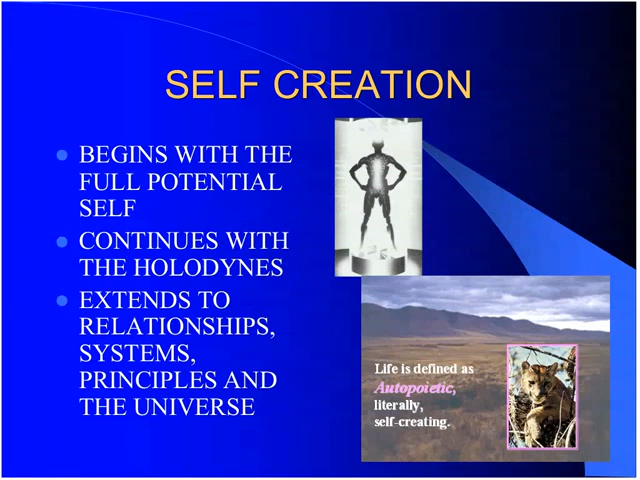 SELF CREATION
BEGINS WITH THE
FULL POTENTIAL
SELF
CONTINUES WITH
THE HOLODYNES
EXTENDS TO
RELATIONSHIPS,
SYSTEMS,
PRINCIPLES AND
THE UNIVERSE
Life is defined as
Autopoietic,
literally,
self-creating.